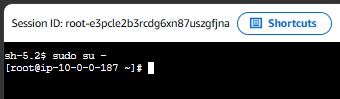 Session ID: root-e3pcle2b3rcdg6xn87uszgfjna
Shortcuts
sh-5.2$ sudo su -
[root@ip-10-0-0-187 ~]#